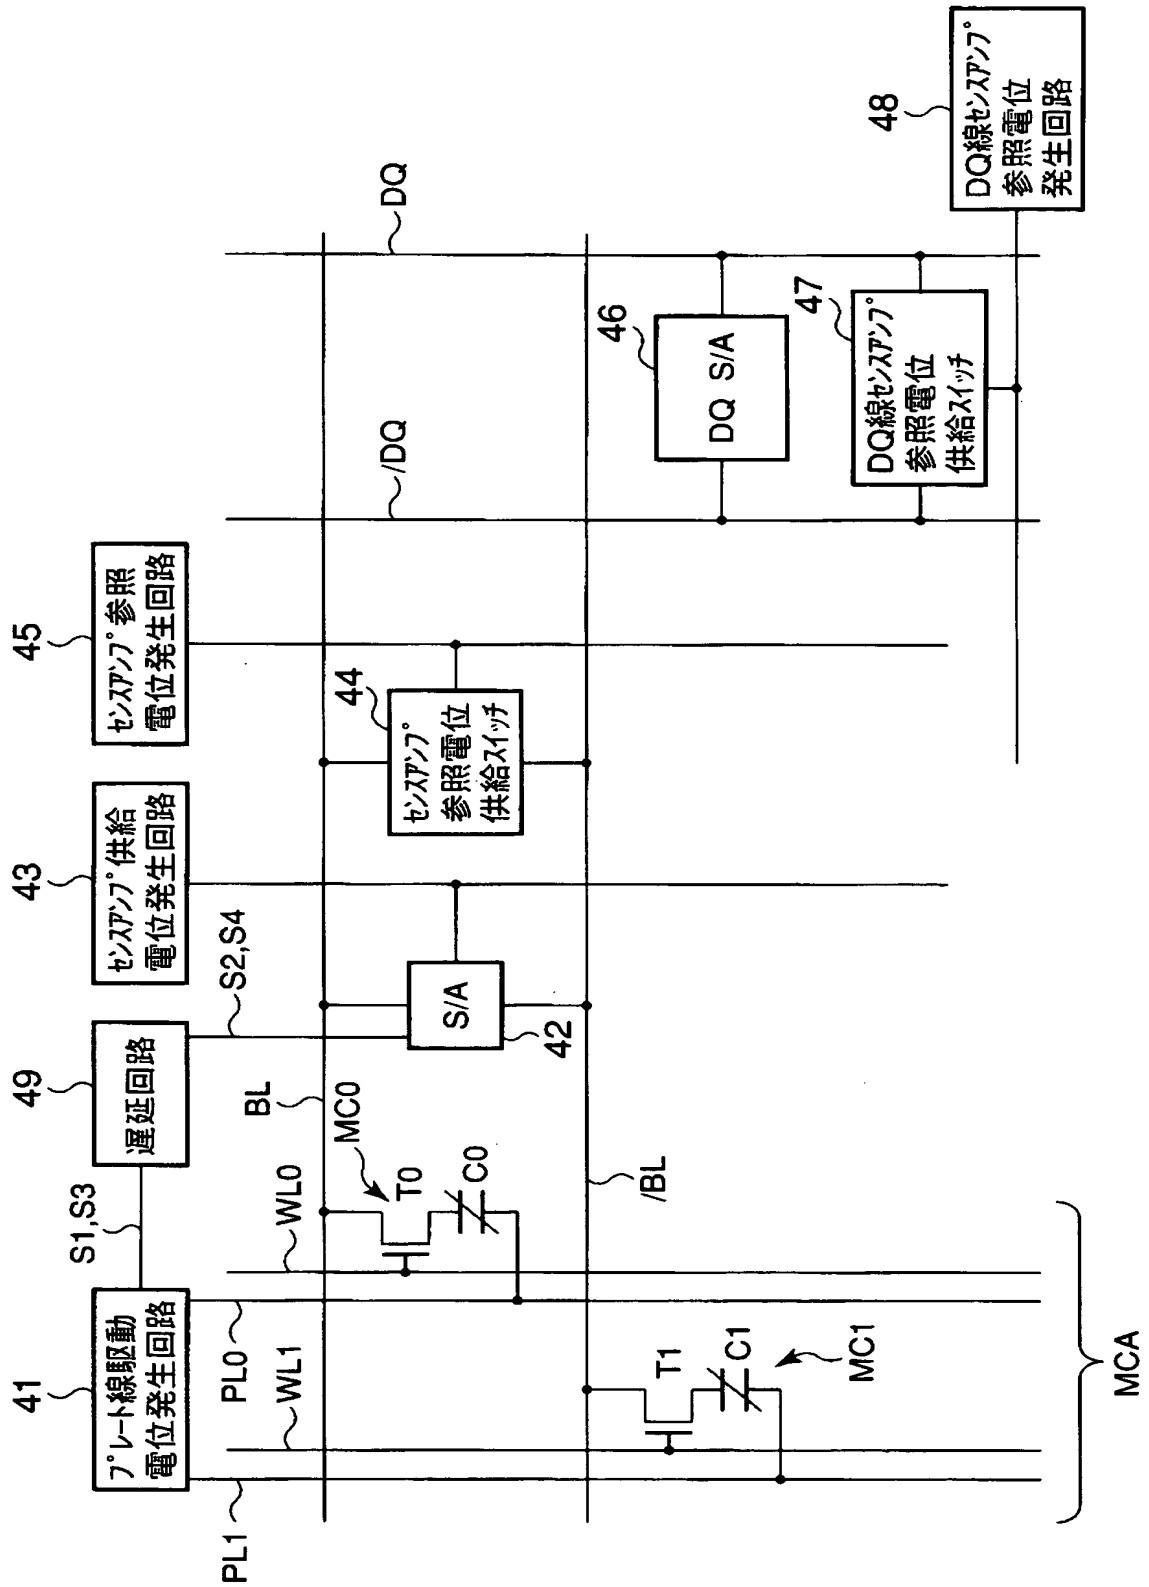 41
プレート線駆動
電位発生回路
S1,S3
49
遅延回路
43
センスアンプ供給
電位発生回路
45
センスアンプ参照
電位発生回路
PL1
PL0
WL1
WL0
BL
S2,S4
/DQ
DQ
MC0
T0
C0
S/A
42
44
センスアンプ
参照電位
供給スイッチ
/BL
T1
C1
MC1
46
DQ S/A
47
DQ線センスアンプ
参照電位
供給スイッチ
48
DQ線センスアンプ
参照電位
発生回路
MCA